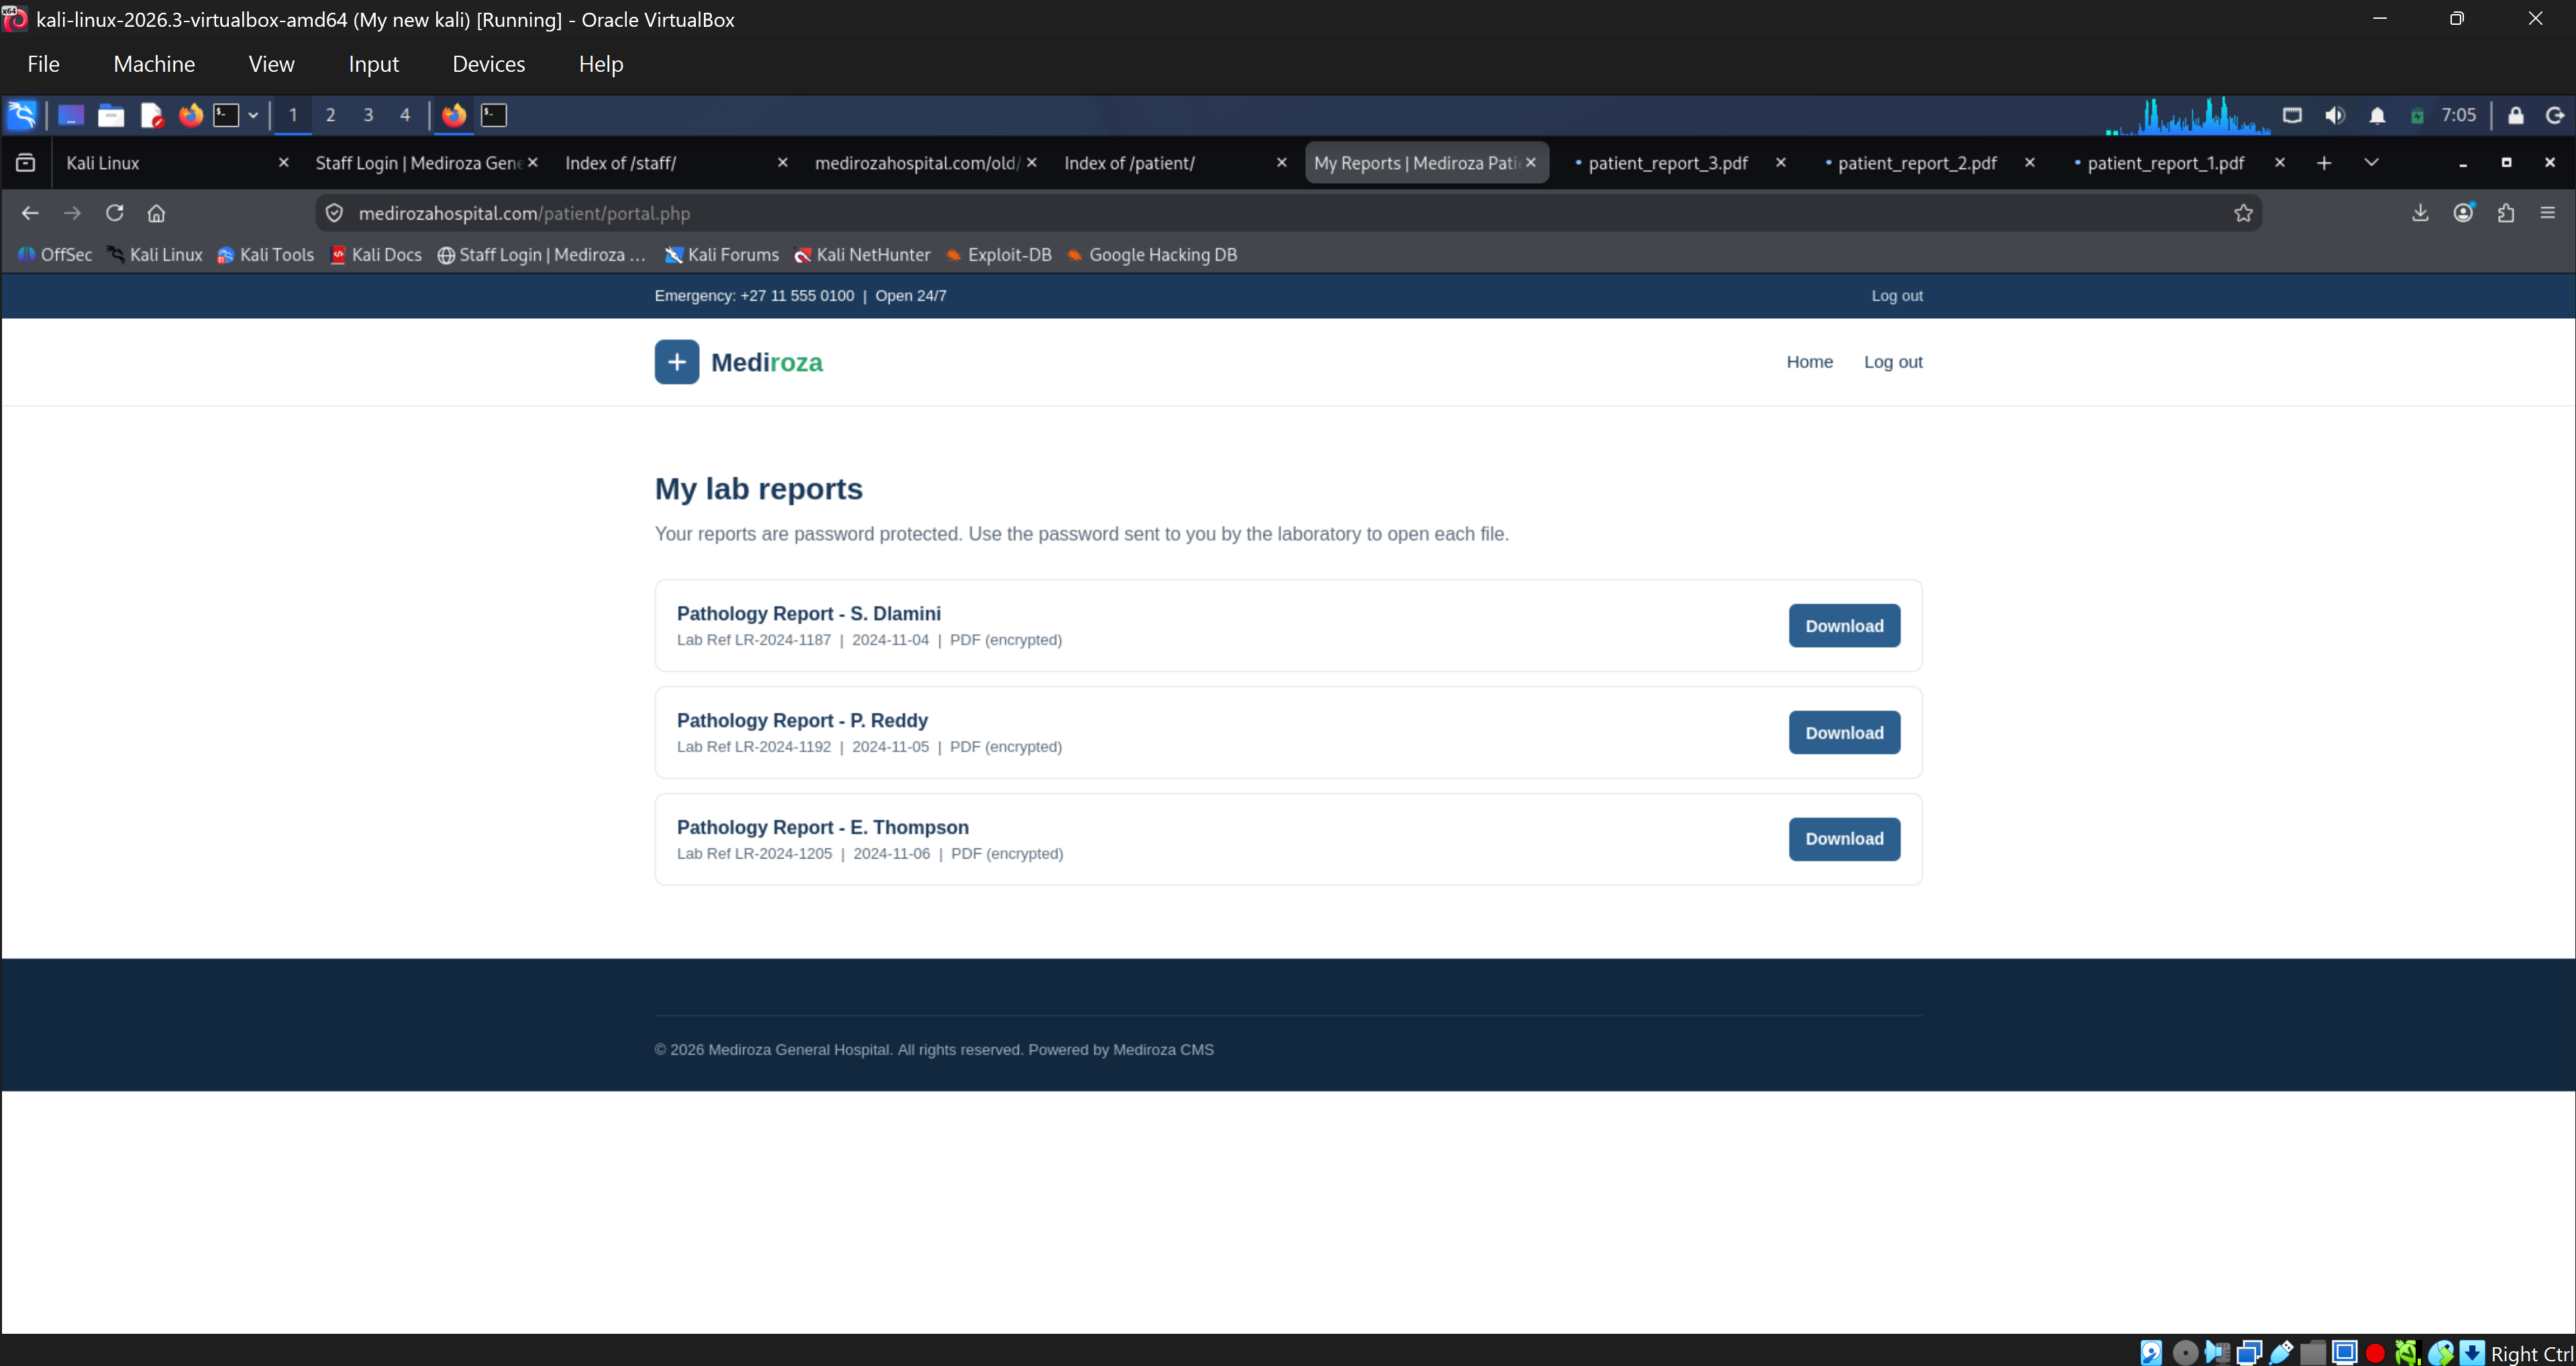 kali-linux-2026.3-virtualbox-amd64 (My new kali) [Running] - Oracle VirtualBox
File Machine View Input Devices Help
1 2 3 4 7:05
Kali Linux
Staff Login | Mediroza Gene
Index of /staff/
medirozahospital.com/old/
Index of /patient/
My Reports | Mediroza Pati
patient_report_3.pdf
patient_report_2.pdf
patient_report_1.pdf
medirozahospital.com/patient/portal.php
OffSec Kali Linux Kali Tools Kali Docs Staff Login | Mediroza ... Kali Forums Kali NetHunter Exploit-DB Google Hacking DB
Emergency: +27 11 555 0100 | Open 24/7 Log out
Mediroza Home Log out
My lab reports
Your reports are password protected. Use the password sent to you by the laboratory to open each file.
Pathology Report - S. Dlamini
Lab Ref LR-2024-1187 | 2024-11-04 | PDF (encrypted)
Download
Pathology Report - P. Reddy
Lab Ref LR-2024-1192 | 2024-11-05 | PDF (encrypted)
Download
Pathology Report - E. Thompson
Lab Ref LR-2024-1205 | 2024-11-06 | PDF (encrypted)
Download
© 2026 Mediroza General Hospital. All rights reserved. Powered by Mediroza CMS
Right Ctrl